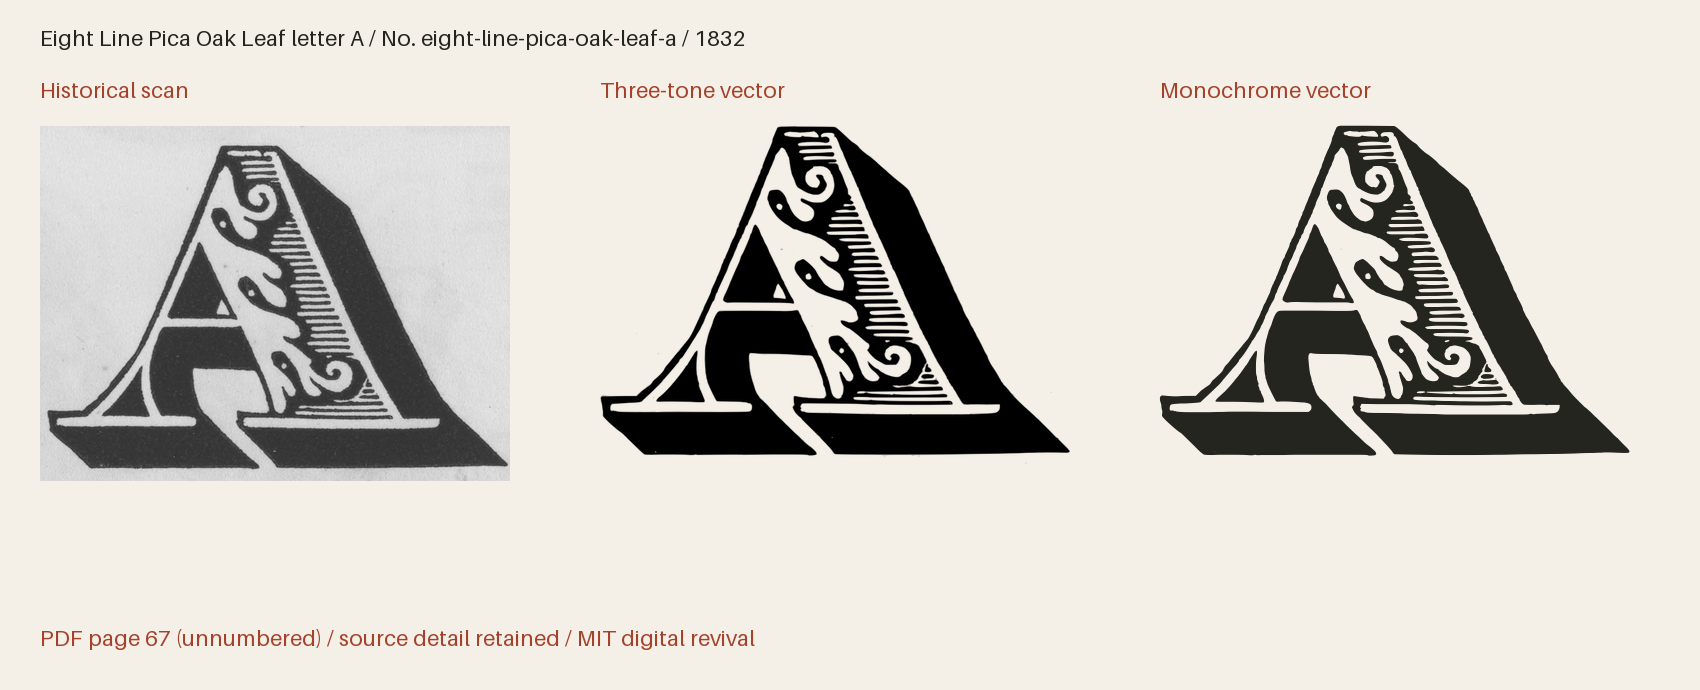 Eight Line Pica Oak Leaf letter A / No. eight-line-pica-oak-leaf-a / 1832
Historical scan
Three-tone vector
Monochrome vector
A
A
A
PDF page 67 (unnumbered) / source detail retained / MIT digital revival